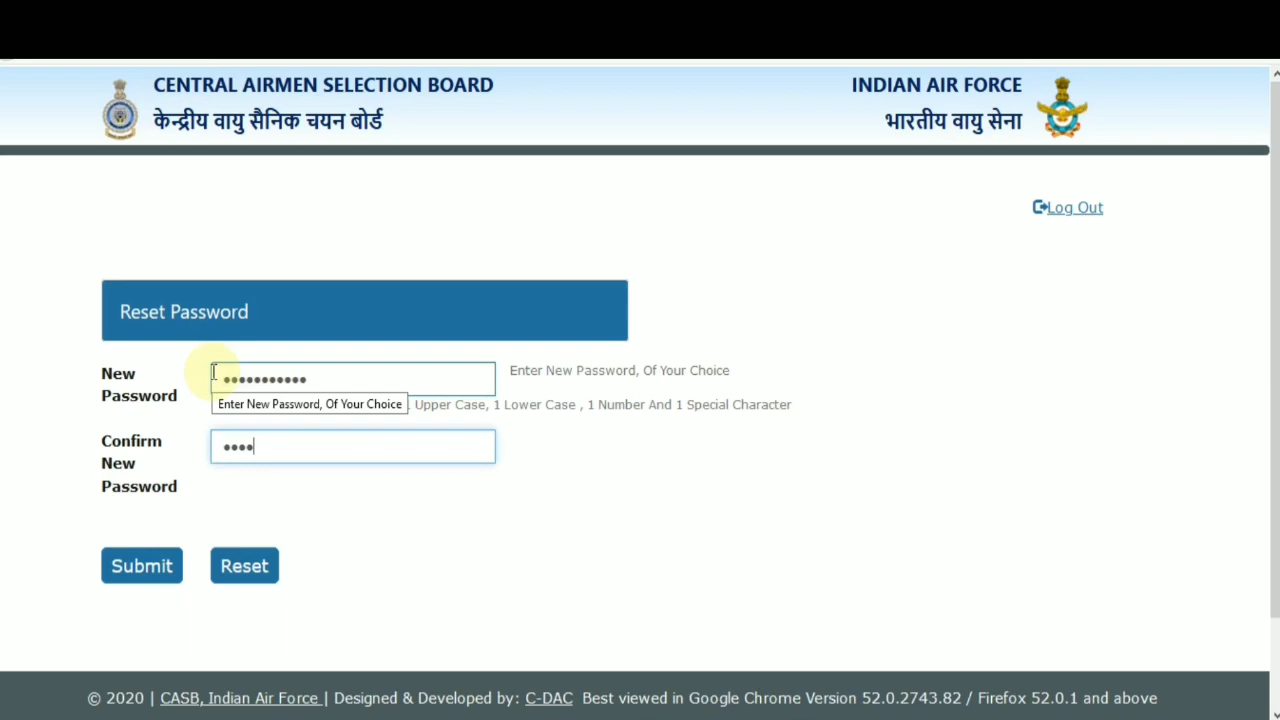 CENTRAL AIRMEN SELECTION BOARD
केन्द्रीय वायु सैनिक चयन बोर्ड
INDIAN AIR FORCE
भारतीय वायु सेना
Log Out
Reset Password
New
Password
•••••••••••
Enter New Password, Of Your Choice
Enter New Password, Of Your Choice
Upper Case, 1 Lower Case , 1 Number And 1 Special Character
Confirm
New
Password
••••
Submit
Reset
© 2020 | CASB, Indian Air Force | Designed & Developed by: C-DAC Best viewed in Google Chrome Version 52.0.2743.82 / Firefox 52.0.1 and above